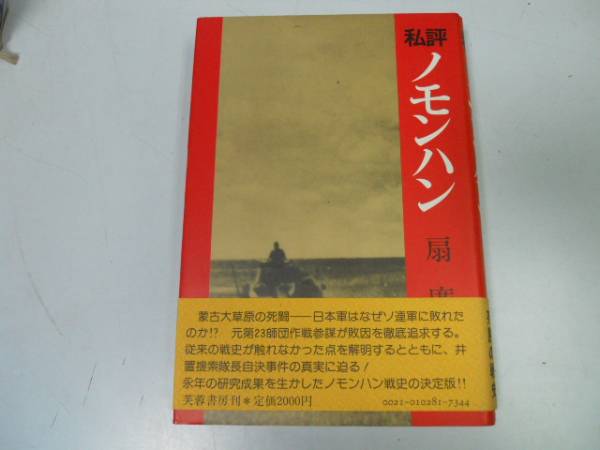 私評
ノモンハン
扇
蒙古大草原の死闘――日本軍はなぜソ連軍に敗れた
のか!? 元第23師団作戦参謀が敗因を徹底追求する。
従来の戦史が触れなかった点を解明するとともに、井
置捜索隊長自決事件の真実に迫る！
永年の研究成果を生かしたノモンハン戦史の決定版!!
芙蓉書房刊＊定価2000円
0021-010281-7344